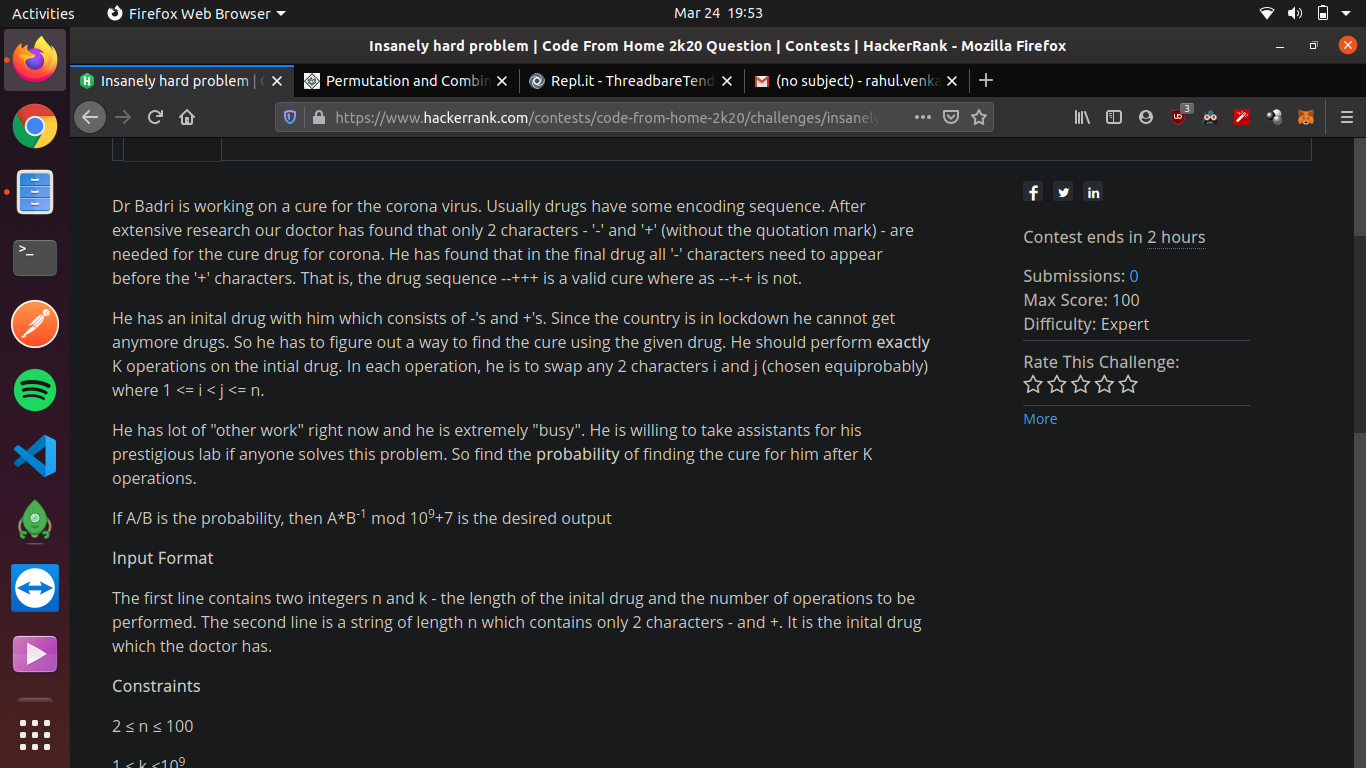 Activities Firefox Web Browser Mar 24 19:53
Insanely hard problem | Code From Home 2k20 Question | Contests | HackerRank - Mozilla Firefox
Insanely hard problem | Permutation and Combin Repl.it - ThreadbareTend (no subject) - rahul.venka
https://www.hackerrank.com/contests/code-from-home-2k20/challenges/insanely 3
Dr Badri is working on a cure for the corona virus. Usually drugs have some encoding sequence. After
extensive research our doctor has found that only 2 characters - '-' and '+' (without the quotation mark) - are
needed for the cure drug for corona. He has found that in the final drug all '-' characters need to appear
before the '+' characters. That is, the drug sequence --+++ is a valid cure where as --+-+ is not.
He has an inital drug with him which consists of -'s and +'s. Since the country is in lockdown he cannot get
anymore drugs. So he has to figure out a way to find the cure using the given drug. He should perform exactly
K operations on the intial drug. In each operation, he is to swap any 2 characters i and j (chosen equiprobably)
where 1 <= i < j <= n.
He has lot of "other work" right now and he is extremely "busy". He is willing to take assistants for his
prestigious lab if anyone solves this problem. So find the probability of finding the cure for him after K
operations.
If A/B is the probability, then A*B⁻¹ mod 10⁹+7 is the desired output
Input Format
The first line contains two integers n and k - the length of the inital drug and the number of operations to be
performed. The second line is a string of length n which contains only 2 characters - and +. It is the inital drug
which the doctor has.
Constraints
2 ≤ n ≤ 100
1 ≤ k ≤10⁹
Contest ends in 2 hours
Submissions: 0
Max Score: 100
Difficulty: Expert
Rate This Challenge:
More